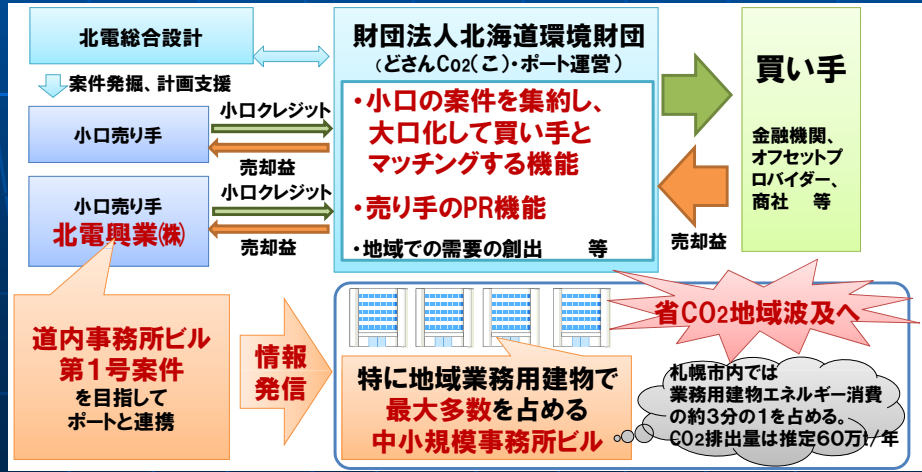 北電総合設計
案件発掘、計画支援
小口売り手
小口クレジット
売却益
小口売り手
北電興業㈱
小口クレジット
売却益
財団法人北海道環境財団
（どさんCo2(こ)・ポート運営）
・小口の案件を集約し、
大口化して買い手と
マッチングする機能
・売り手のPR機能
・地域での需要の創出　　等
買い手
金融機関、
オフセットプ
ロバイダー、
商社　等
売却益
道内事務所ビル
第１号案件
を目指して
ポートと連携
情報
発信
特に地域業務用建物で
最大多数を占める
中小規模事務所ビル
省CO2地域波及へ
札幌市内では
業務用建物エネルギー消費
の約３分の１を占める。
CO2排出量は推定60万t/年